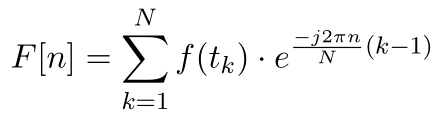 F[n] = \sum_{k=1}^{N} f(t_k) \cdot e^{\frac{-j2\pi n}{N}(k-1)}